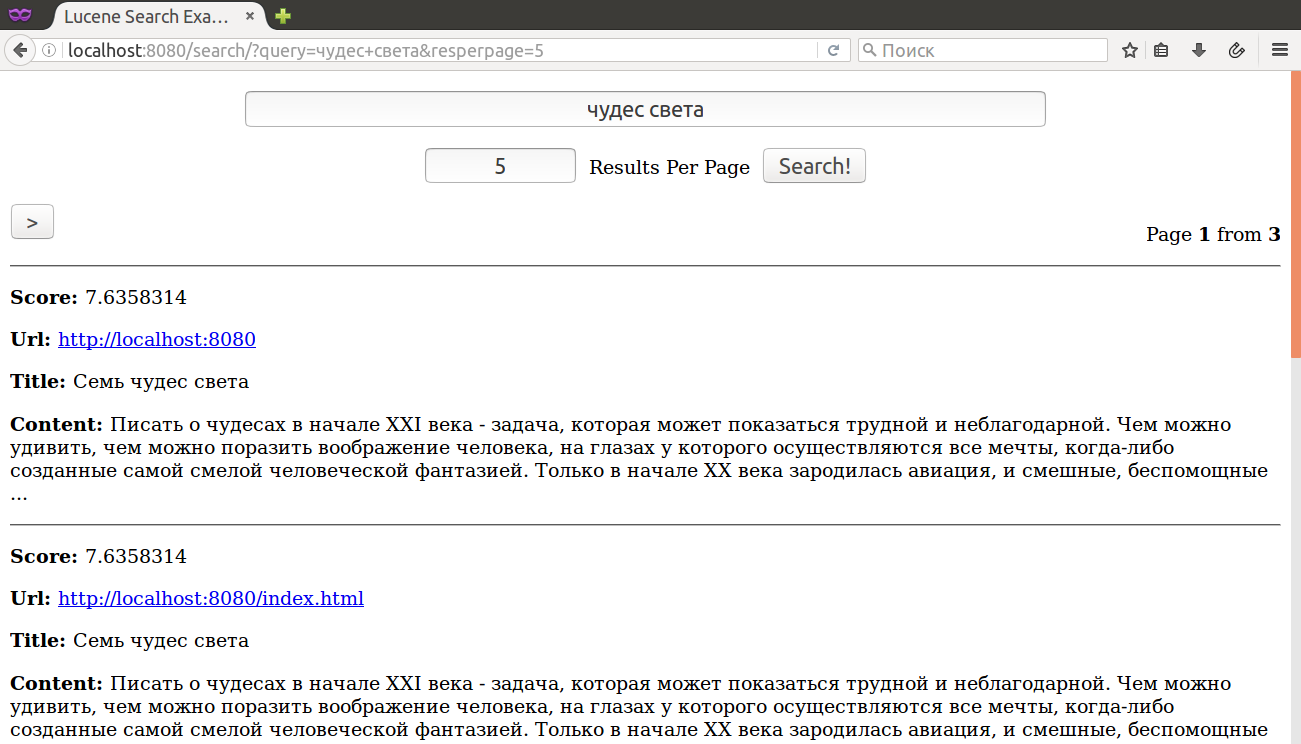 Lucene Search Exa...
localhost:8080/search/?query=чудес+света&resperpage=5
Поиск
чудес света
5 Results Per Page Search!
>
Page 1 from 3
Score: 7.6358314
Url: http://localhost:8080
Title: Семь чудес света
Content: Писать о чудесах в начале XXI века - задача, которая может показаться трудной и неблагодарной. Чем можно
удивить, чем можно поразить воображение человека, на глазах у которого осуществляются все мечты, когда-либо
созданные самой смелой человеческой фантазией. Только в начале XX века зародилась авиация, и смешные, беспомощные
...
Score: 7.6358314
Url: http://localhost:8080/index.html
Title: Семь чудес света
Content: Писать о чудесах в начале XXI века - задача, которая может показаться трудной и неблагодарной. Чем можно
удивить, чем можно поразить воображение человека, на глазах у которого осуществляются все мечты, когда-либо
созданные самой смелой человеческой фантазией. Только в начале XX века зародилась авиация, и смешные, беспомощные